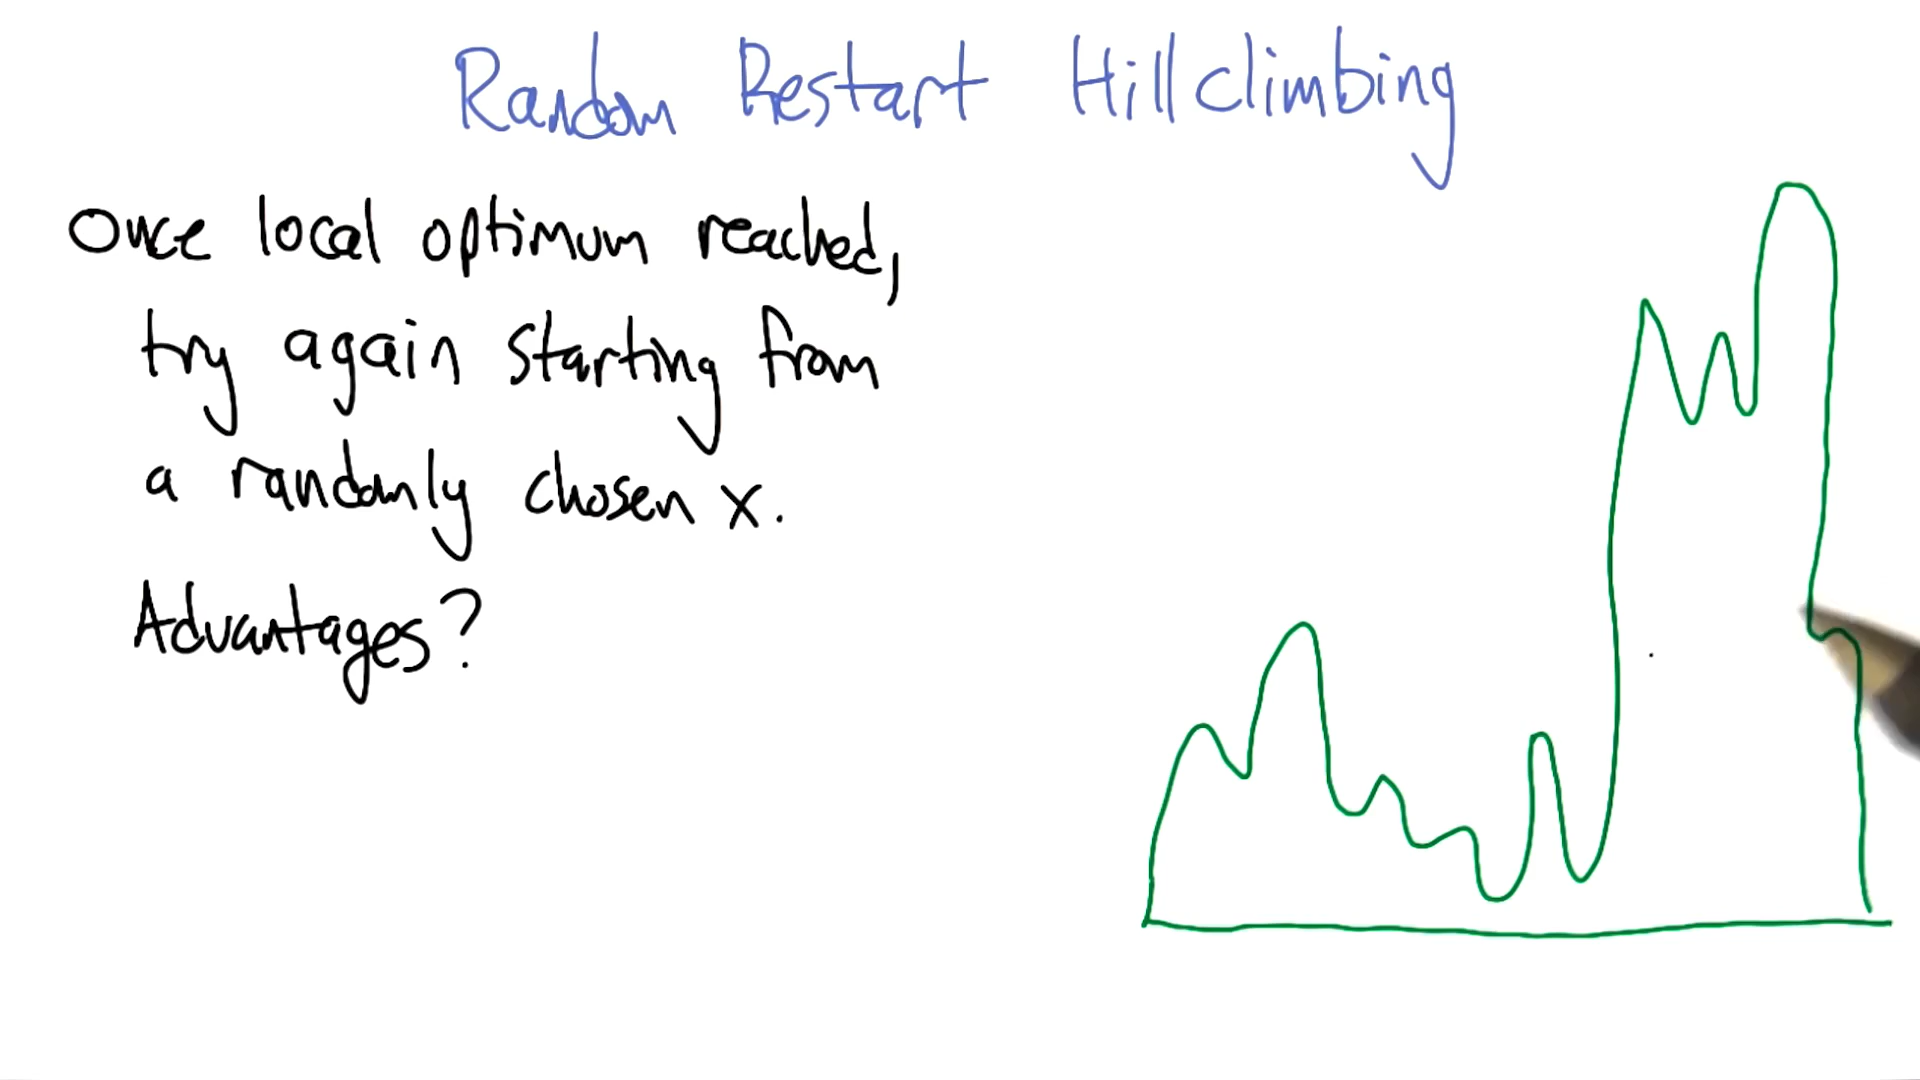 Random Restart Hillclimbing
Once local optimum reached,
try again starting from
a randomly chosen x.
Advantages?